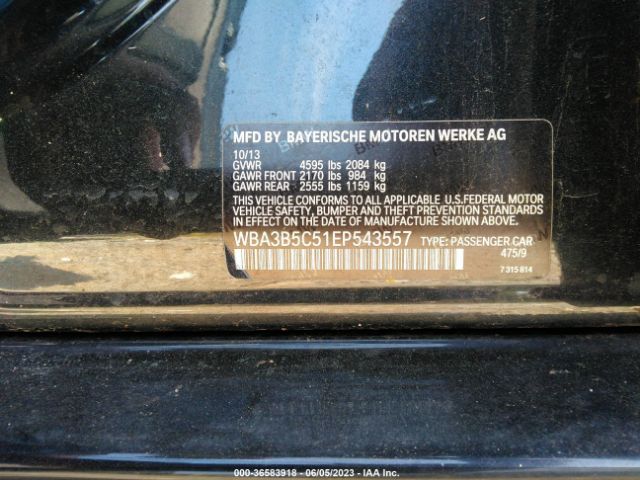 MFD BY BAYERISCHE MOTOREN WERKE AG
10/13
GVWR 4595 lbs 2084 kg
GAWR FRONT 2170 lbs 984 kg
GAWR REAR 2555 lbs 1159 kg
THIS VEHICLE CONFORMS TO ALL APPLICABLE U.S.FEDERAL MOTOR
VEHICLE SAFETY, BUMPER, AND THEFT PREVENTION STANDARDS
IN EFFECT ON THE DATE OF MANUFACTURE SHOWN ABOVE.
WBA3B5C51EP543557 TYPE: PASSENGER CAR
475/9
7 315 814
000-36583918 - 06/05/2023 - IAA Inc.